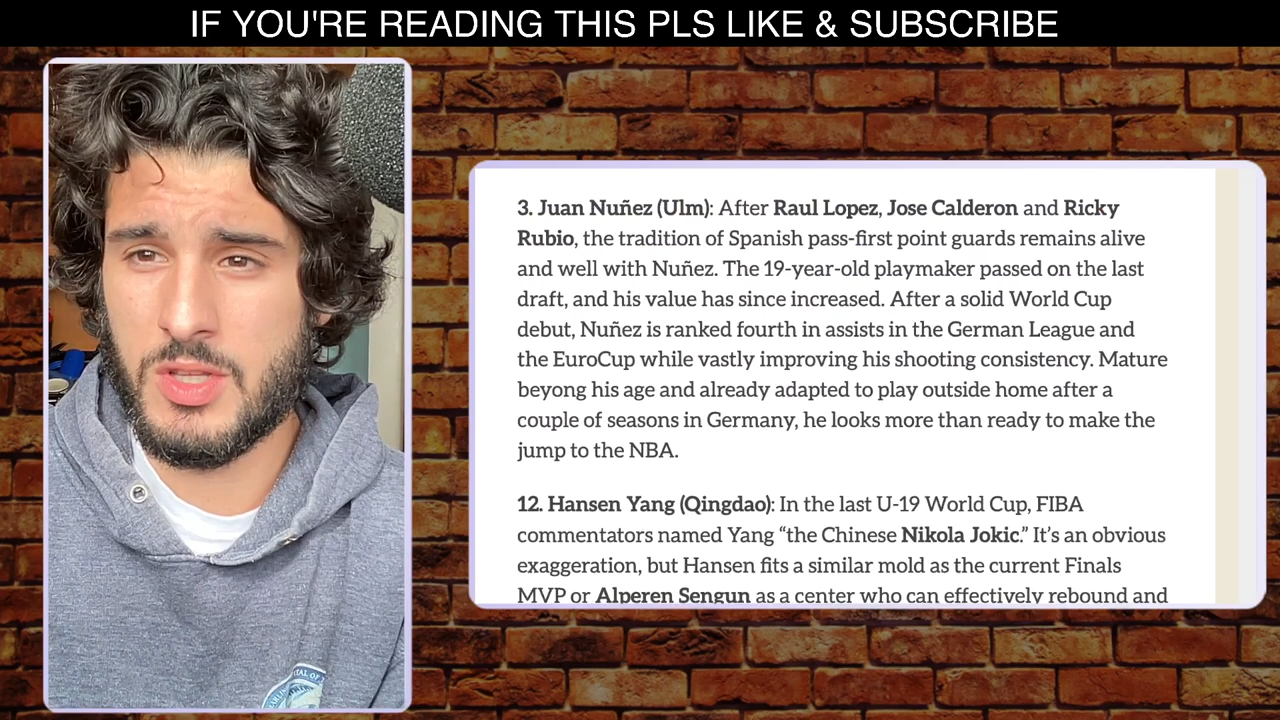 IF YOU'RE READING THIS PLS LIKE & SUBSCRIBE
3. Juan Nuñez (Ulm): After Raul Lopez, Jose Calderon and Ricky
Rubio, the tradition of Spanish pass-first point guards remains alive
and well with Nuñez. The 19-year-old playmaker passed on the last
draft, and his value has since increased. After a solid World Cup
debut, Nuñez is ranked fourth in assists in the German League and
the EuroCup while vastly improving his shooting consistency. Mature
beyong his age and already adapted to play outside home after a
couple of seasons in Germany, he looks more than ready to make the
jump to the NBA.
12. Hansen Yang (Qingdao): In the last U-19 World Cup, FIBA
commentators named Yang “the Chinese Nikola Jokic.” It’s an obvious
exaggeration, but Hansen fits a similar mold as the current Finals
MVP or Alperen Sengun as a center who can effectively rebound and